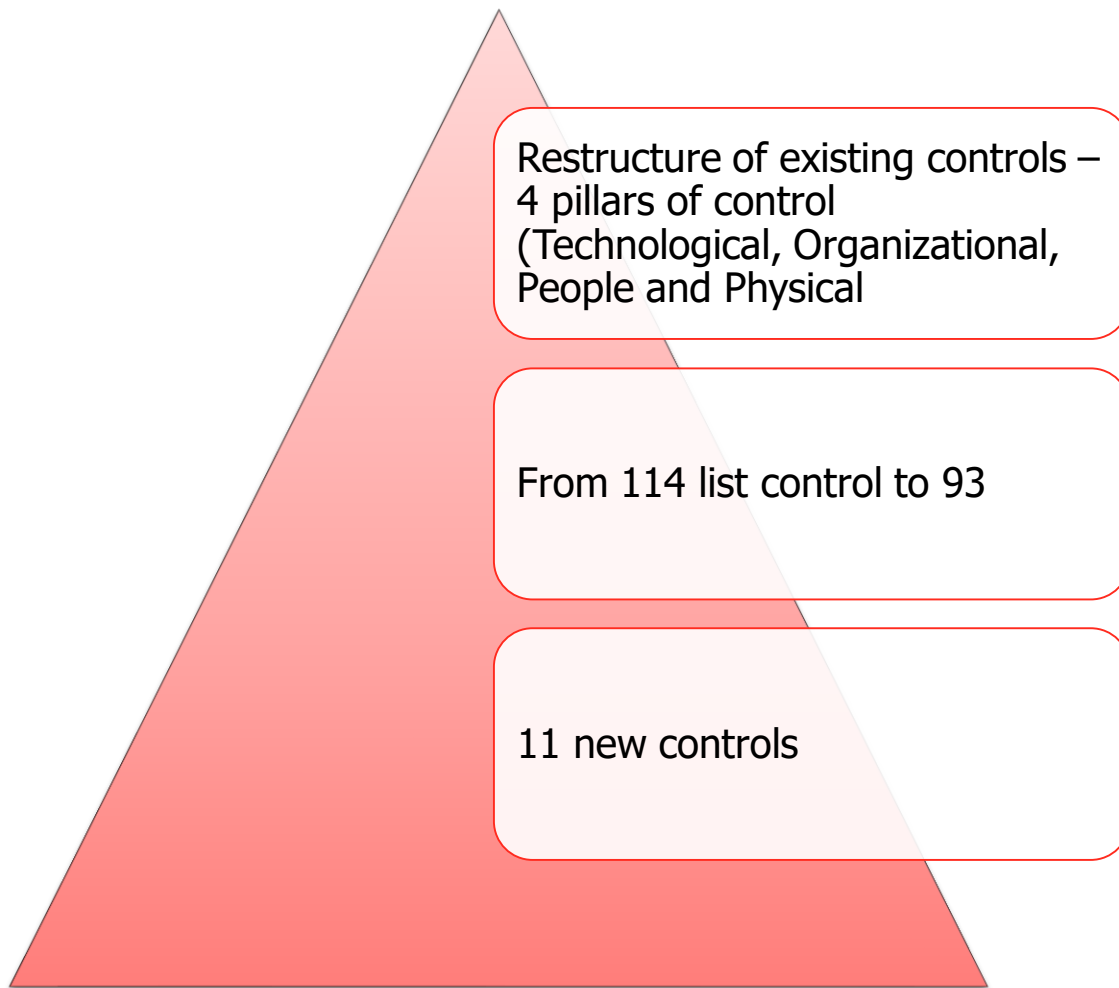 Restructure of existing controls –
4 pillars of control
(Technological, Organizational,
People and Physical
From 114 list control to 93
11 new controls